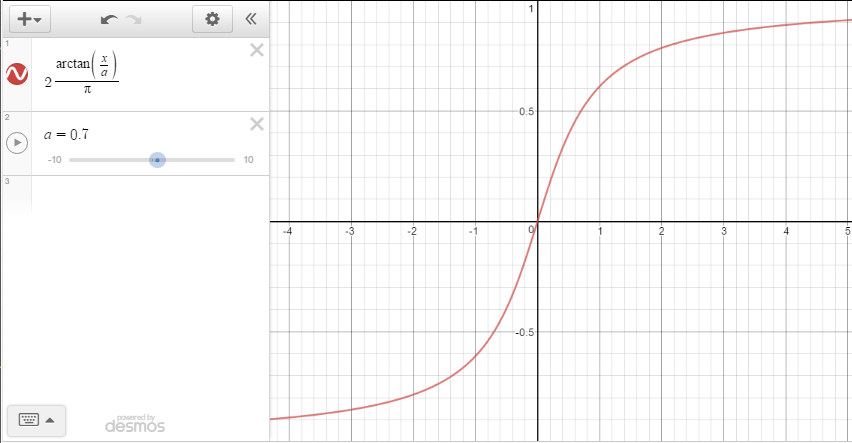 1
2 arctan(x/a)/π
2
a = 0.7
-10 10
3
powered by
desmos
1
0.5
-4 -3 -2 -1 0 1 2 3 4 5
-0.5